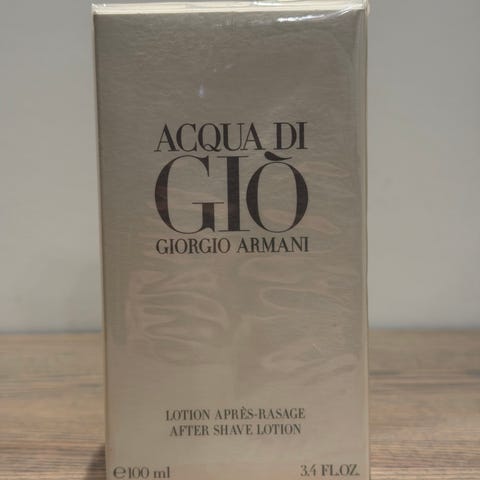 ACQUA DI
GIÒ
GIORGIO ARMANI
LOTION APRÈS-RASAGE
AFTER SHAVE LOTION
℮100 ml 3.4 FL.OZ.